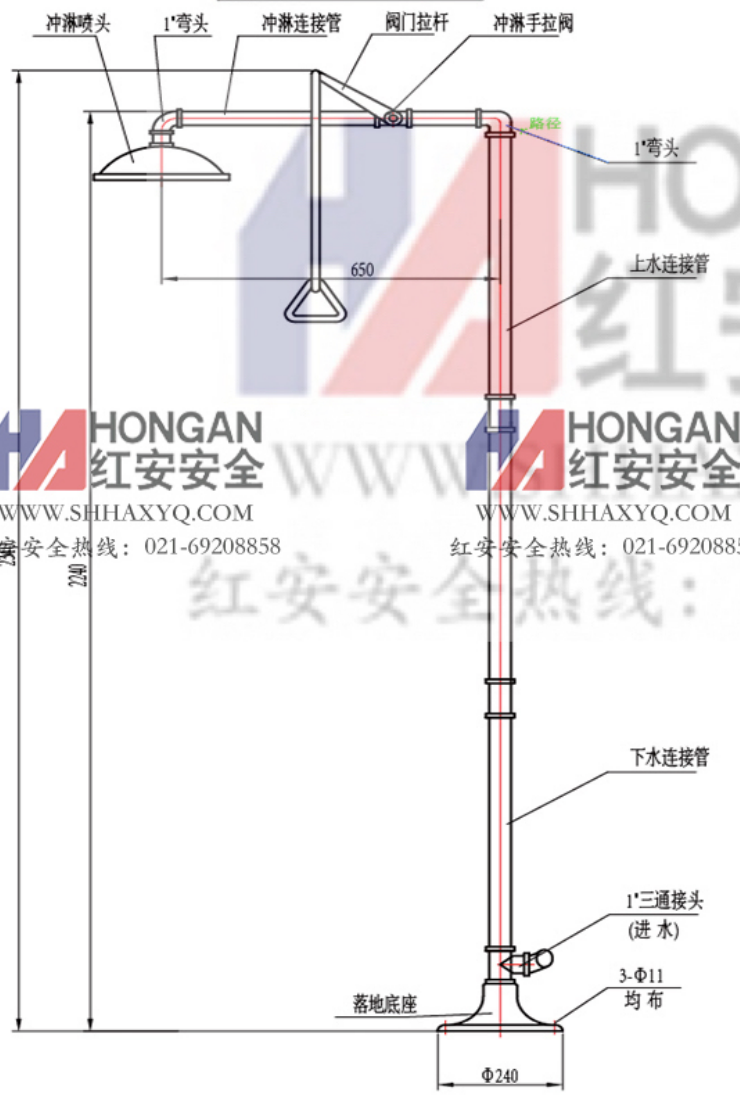 冲淋喷头
1"弯头
冲淋连接管
阀门拉杆
冲淋手拉阀
路径
1"弯头
HO
红
650
上水连接管
HONGAN
红安安全
WWW.SHHAXYQ.COM
安安全热线：021-69208858
HONGAN
红安安全
WWW.SHHAXYQ.COM
红安安全热线：021-6920885
2240
红安安全热线：
下水连接管
1"三通接头
(进 水)
3-Φ11
均 布
落地底座
Φ240